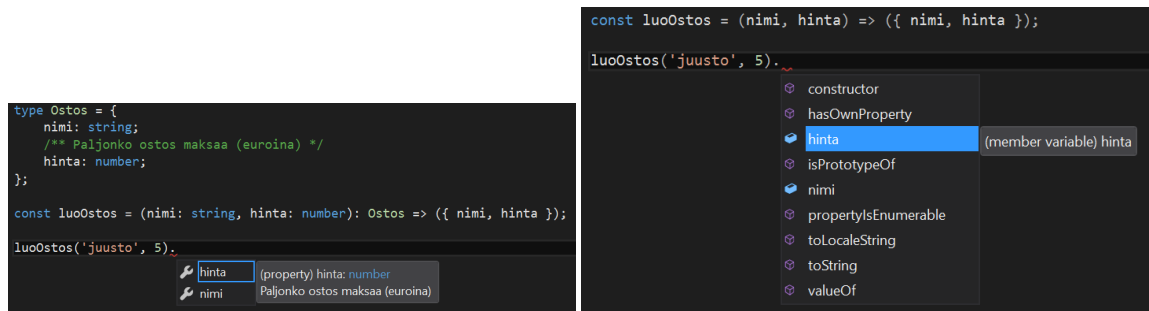 type Ostos = {
nimi: string;
/** Paljonko ostos maksaa (euroina) */
hinta: number;
};
const luoOstos = (nimi: string, hinta: number): Ostos => ({ nimi, hinta });
luoOstos('juusto', 5).
hinta
(property) hinta: number
Paljonko ostos maksaa (euroina)
nimi
const luoOstos = (nimi, hinta) => ({ nimi, hinta });
luoOstos('juusto', 5).
constructor
hasOwnProperty
hinta
(member variable) hinta
isPrototypeOf
nimi
propertyIsEnumerable
toLocaleString
toString
valueOf